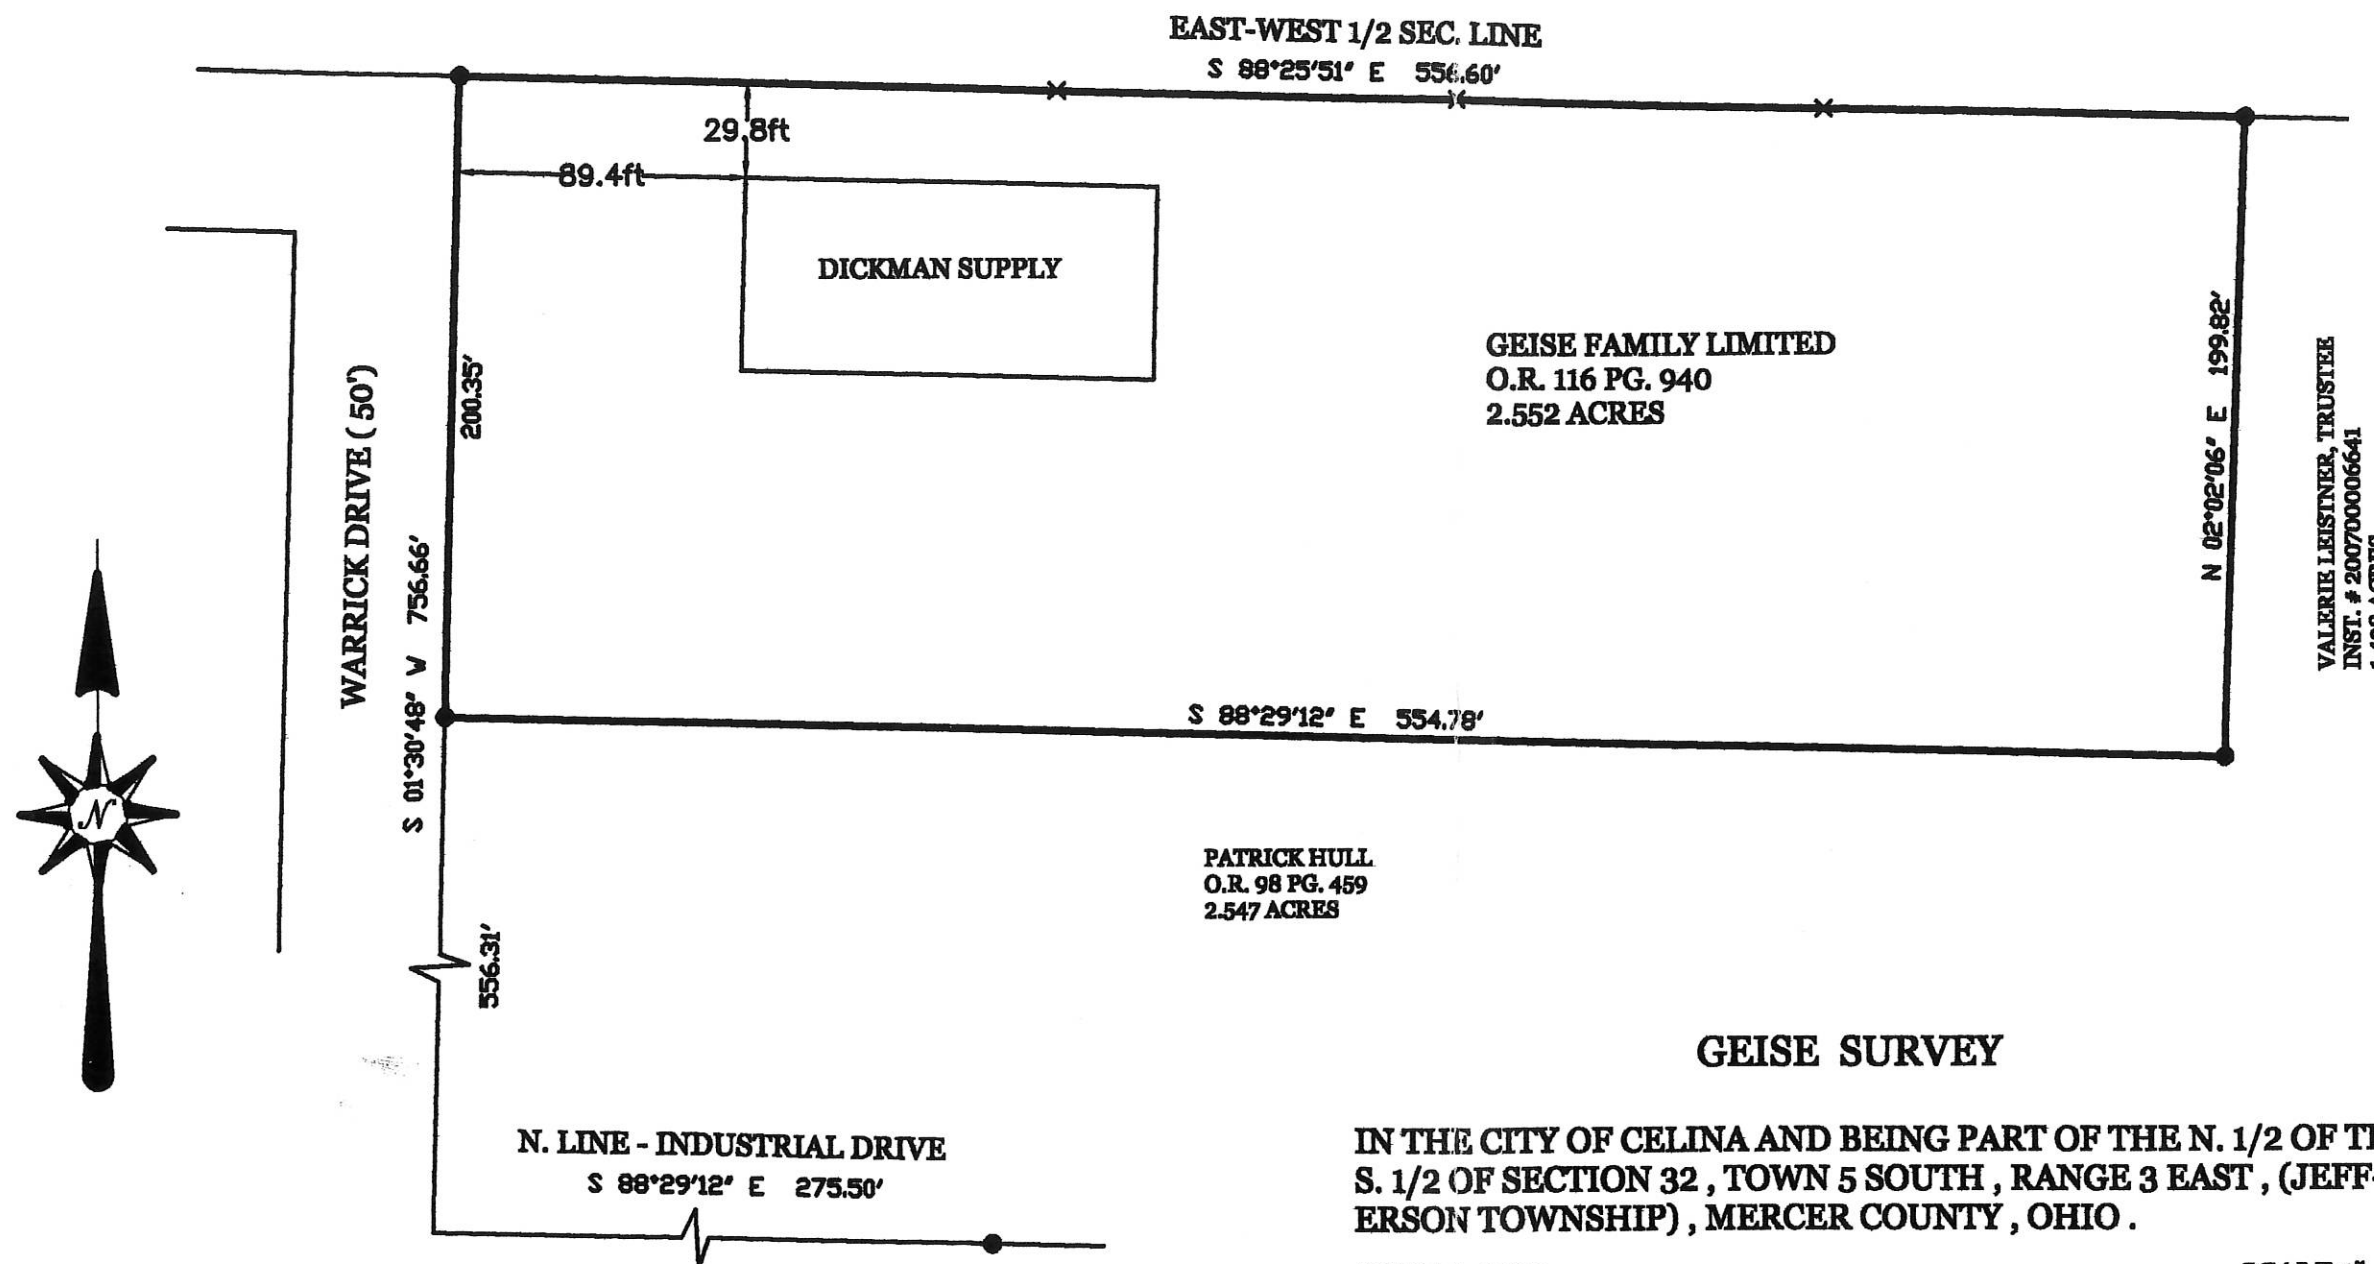 EAST-WEST 1/2 SEC. LINE
S 88°25'51" E 556.60'
29.8ft
89.4ft
DICKMAN SUPPLY
GEISE FAMILY LIMITED
O.R. 116 PG. 940
2.552 ACRES
200.35'
WARRICK DRIVE ( 50')
S 01°30'48" W 756.66'
N 02°02'06" E 199.82'
VALERIE LEISTNER, TRUSTEE
INST. # 200700006641
ACRES
S 88°29'12" E 554.78'
N
PATRICK HULL
O.R. 98 PG. 459
2.547 ACRES
556.31'
GEISE SURVEY
N. LINE - INDUSTRIAL DRIVE
S 88°29'12" E 275.50'
IN THE CITY OF CELINA AND BEING PART OF THE N. 1/2 OF
S. 1/2 OF SECTION 32 , TOWN 5 SOUTH , RANGE 3 EAST , (JEFF-
ERSON TOWNSHIP) , MERCER COUNTY , OHIO .